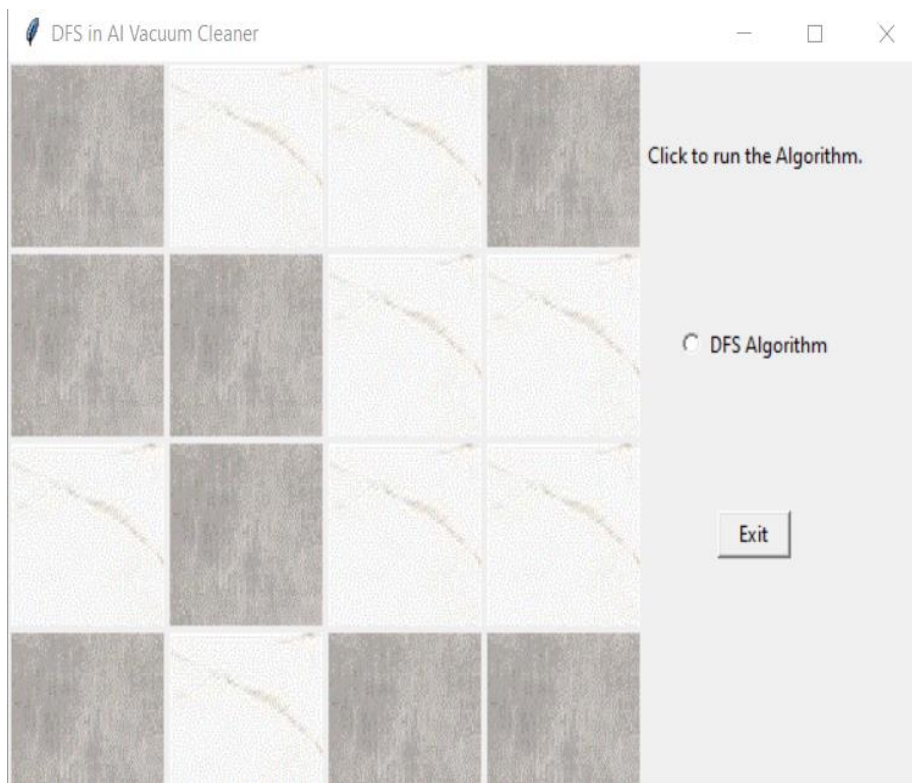 DFS in AI Vacuum Cleaner
Click to run the Algorithm.
DFS Algorithm
Exit